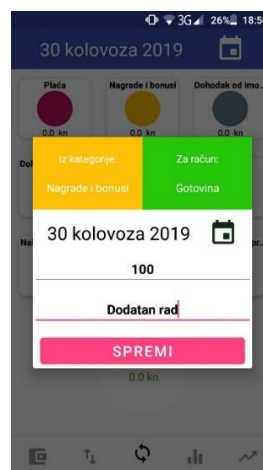 3G 26% 18:5
30 kolovoza 2019
Plaća Nagrade i bonusi Dohodak od imo..
0.0 kn 0.0 kn 0.0 kn
Iz kategorije: Za račun:
Nagrade i bonusi Gotovina
30 kolovoza 2019
100
Dodatan rad
SPREMI
0.0 kn